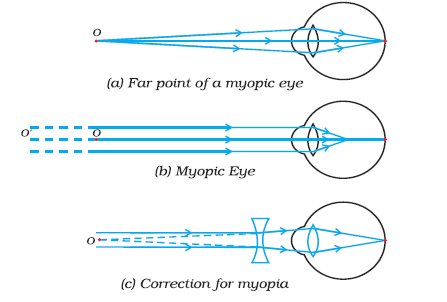 O
(a) Far point of a myopic eye
O' O
(b) Myopic Eye
O
(c) Correction for myopia